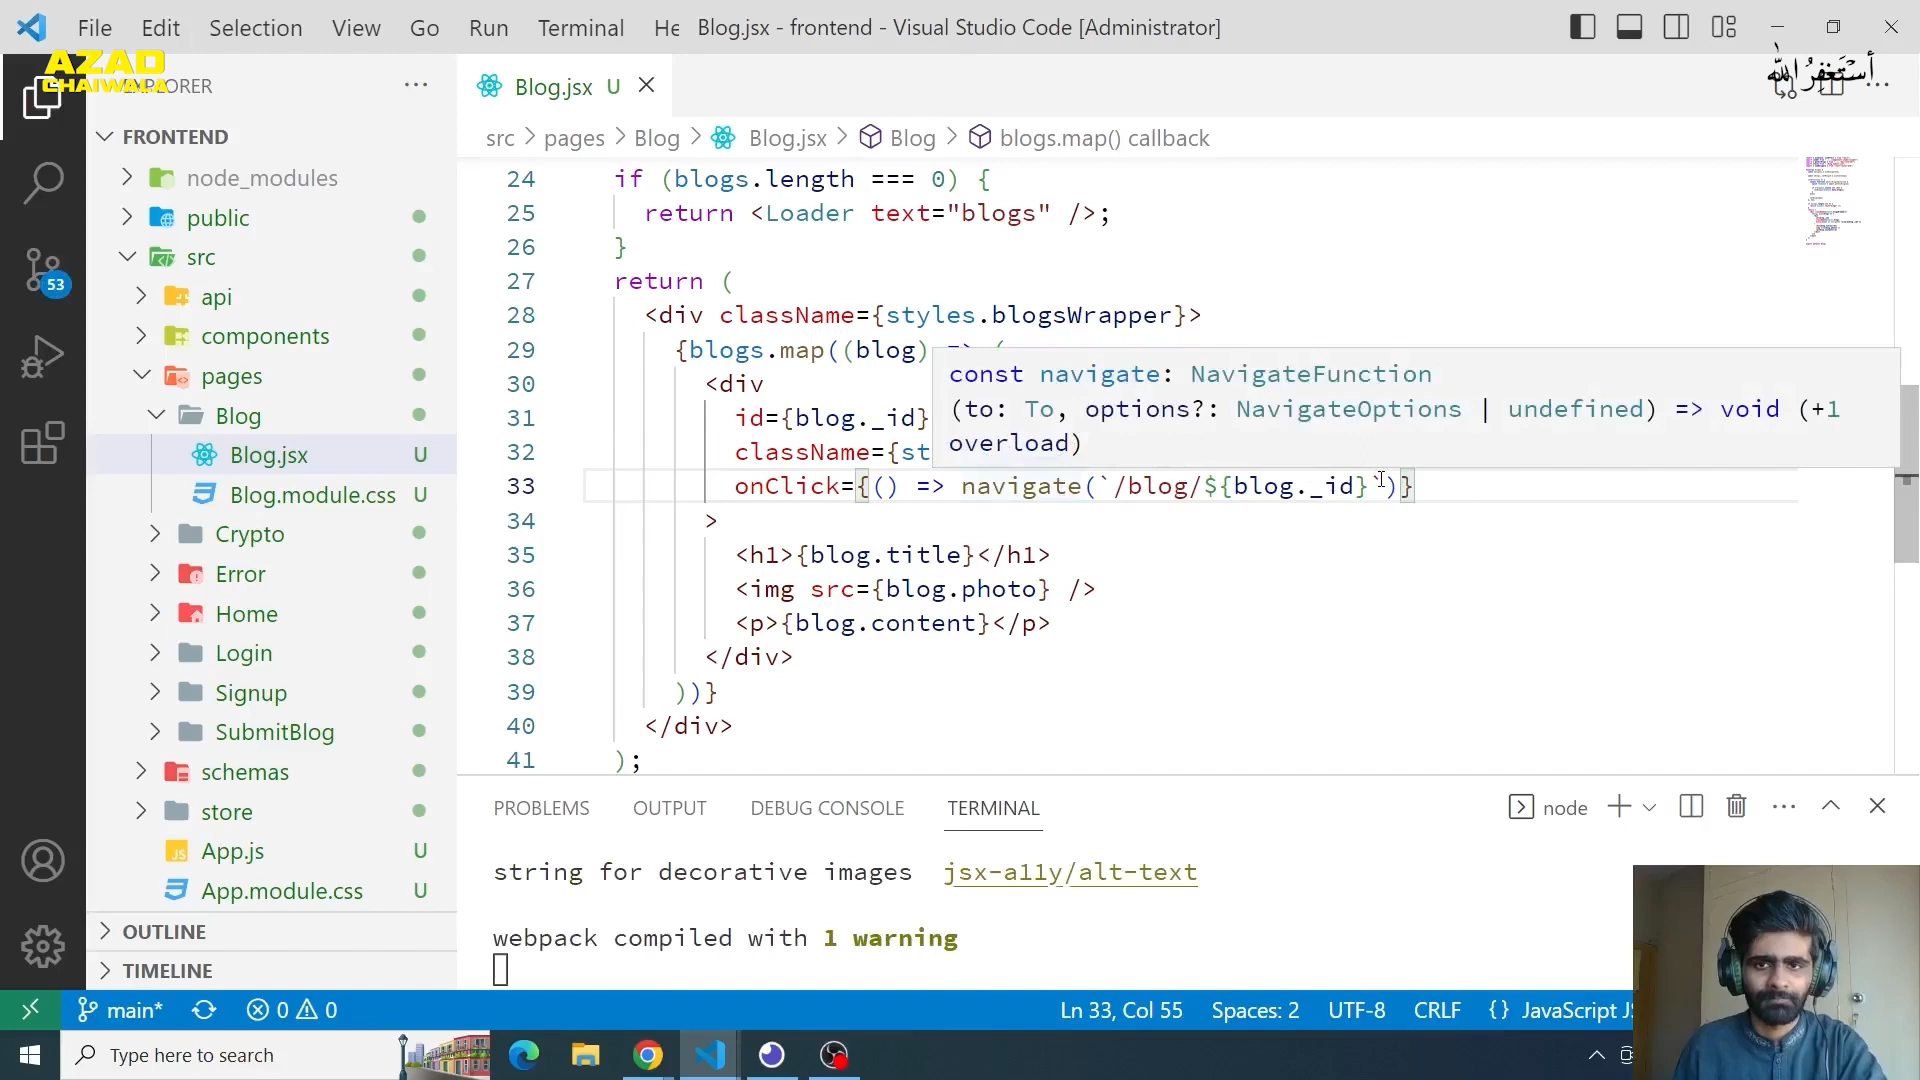 File Edit Selection View Go Run Terminal He Blog.jsx - frontend - Visual Studio Code [Administrator]
AZAD
CHAIWALA
أستغفر الله
EXPLORER
Blog.jsx U
FRONTEND
src > pages > Blog > Blog.jsx > Blog > blogs.map() callback
node_modules
public
src
api
components
pages
Blog
Blog.jsx U
Blog.module.css U
Crypto
Error
Home
Login
Signup
SubmitBlog
schemas
store
App.js U
App.module.css U
OUTLINE
TIMELINE
53
24 if (blogs.length === 0) {
25 return <Loader text="blogs" />;
26 }
27 return (
28 <div className={styles.blogsWrapper}>
29 {blogs.map((blog) => (
30 <div
31 id={blog._id}
32 className={st
33 onClick={() => navigate(`/blog/${blog._id}`)}
34 >
35 <h1>{blog.title}</h1>
36 <img src={blog.photo} />
37 <p>{blog.content}</p>
38 </div>
39 ))}
40 </div>
41 );
const navigate: NavigateFunction
(to: To, options?: NavigateOptions | undefined) => void (+1
overload)
PROBLEMS OUTPUT DEBUG CONSOLE TERMINAL node
string for decorative images jsx-a11y/alt-text
webpack compiled with 1 warning
main* 0 0 Ln 33, Col 55 Spaces: 2 UTF-8 CRLF {} JavaScript JS
Type here to search